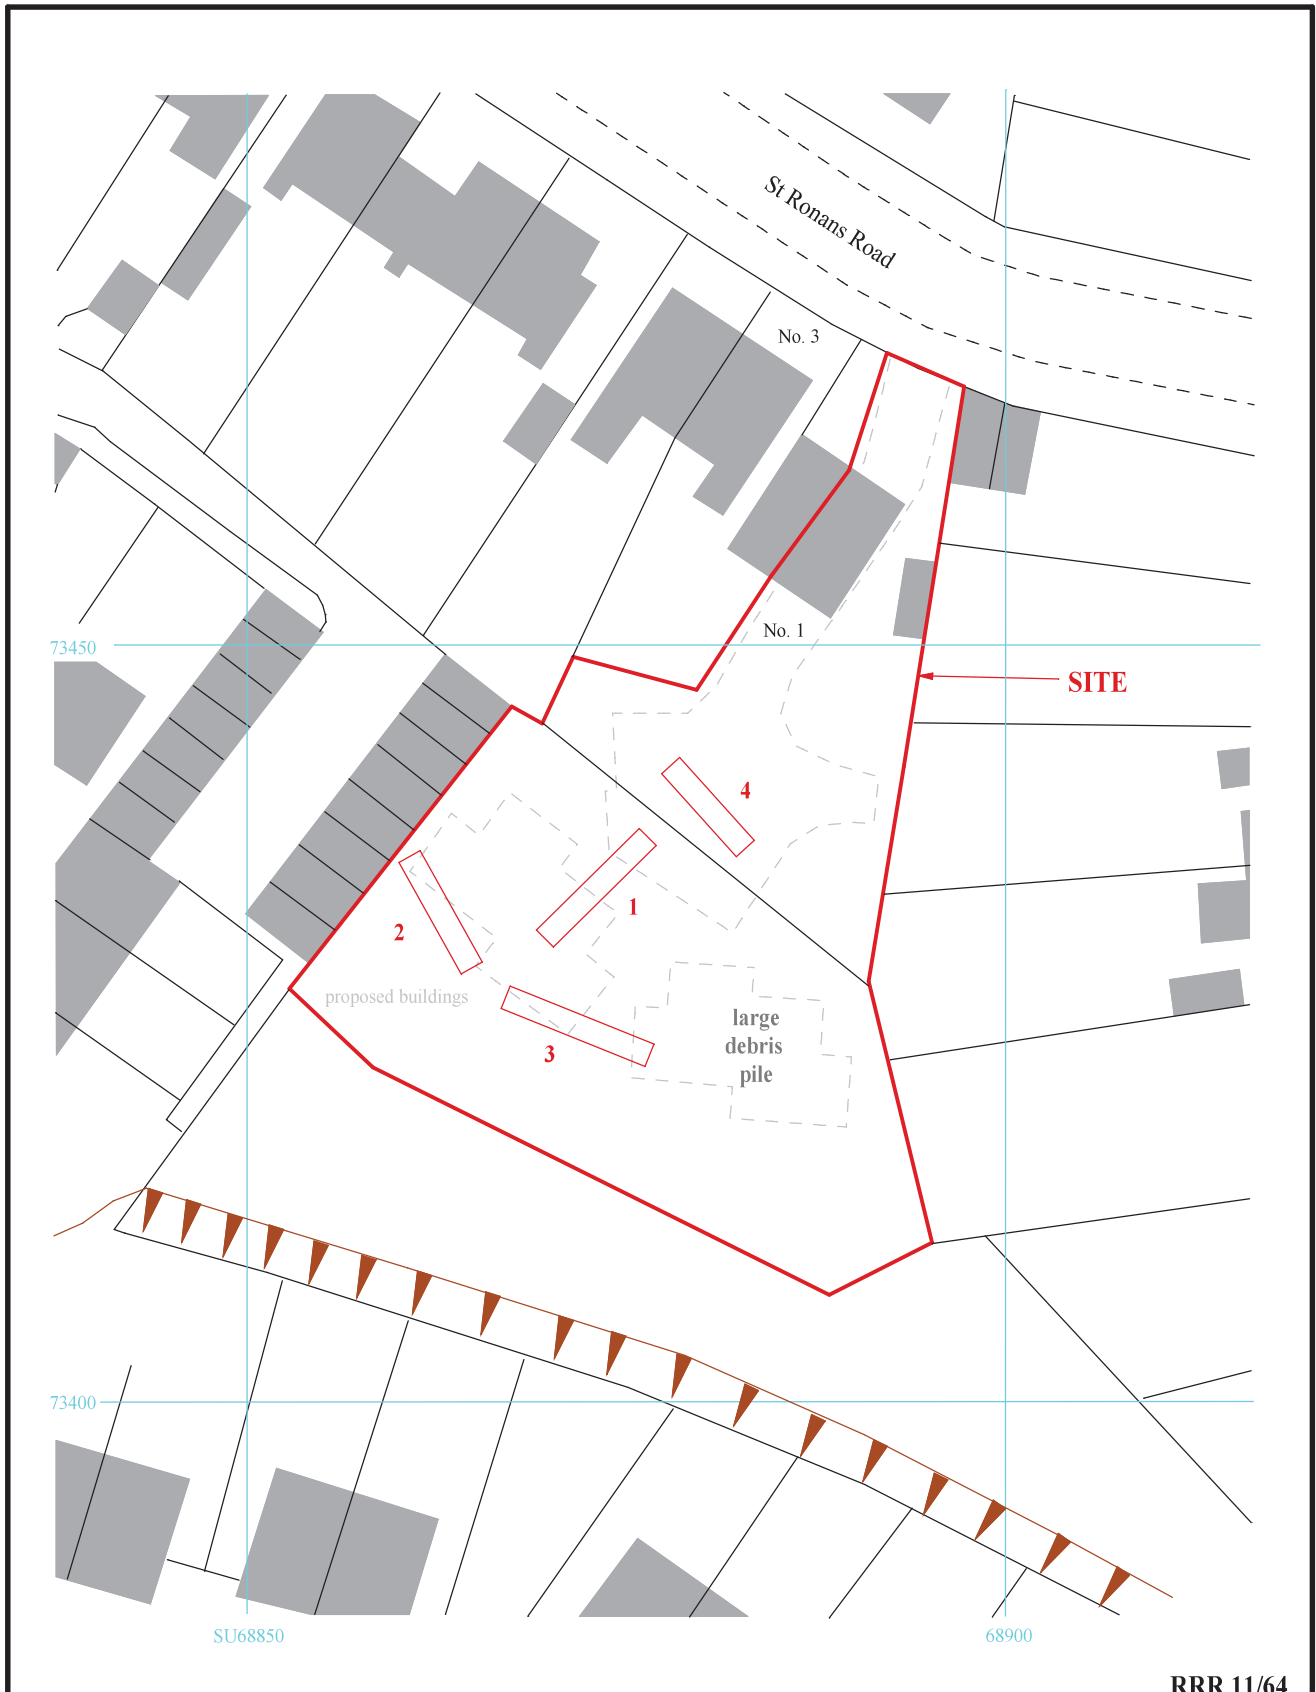 St Ronans Road
No. 3
No. 1
73450
SITE
4
1
2
proposed buildings
large
debris
pile
3
73400
SU68850
68900
RRR 11/64